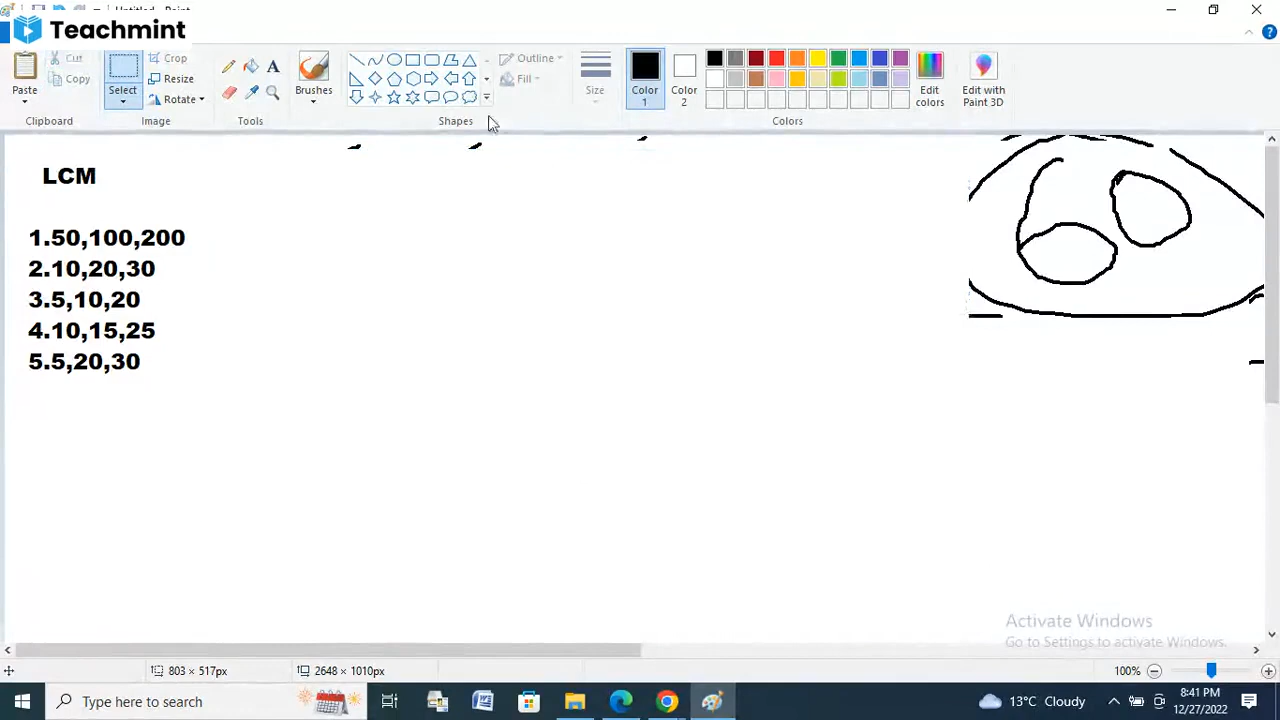 Untitled - Paint
Teachmint
Paste
Cut
Copy
Clipboard
Select
Crop
Resize
Rotate
Image
Tools
Brushes
Shapes
Outline
Fill
Size
Color 1
Color 2
Edit colors
Edit with Paint 3D
Colors
LCM
1.50,100,200
2.10,20,30
3.5,10,20
4.10,15,25
5.5,20,30
Activate Windows
Go to Settings to activate Windows.
803 × 517px
2648 × 1010px
100%
Type here to search
13°C Cloudy
8:41 PM
12/27/2022